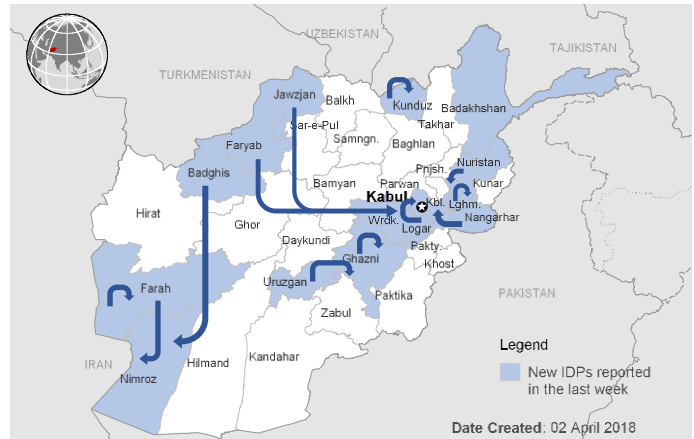 UZBEKISTAN
TAJIKISTAN
TURKMENISTAN
Jawzjan
Balkh
Kunduz
Badakhshan
Takhar
Sar-e-Pul
Samngn.
Baghlan
Faryab
Badghis
Pnjsh.
Nuristan
Bamyan
Parwan
Kunar
Kabul
Kbl.
Lghm.
Hirat
Ghor
Wrdk.
Logar
Nangarhar
Daykundi
Pakty.
Ghazni
Khost
Uruzgan
Farah
Paktika
PAKISTAN
Zabul
IRAN
Hilmand
Kandahar
Nimroz
Legend
New IDPs reported
in the last week
Date Created: 02 April 2018